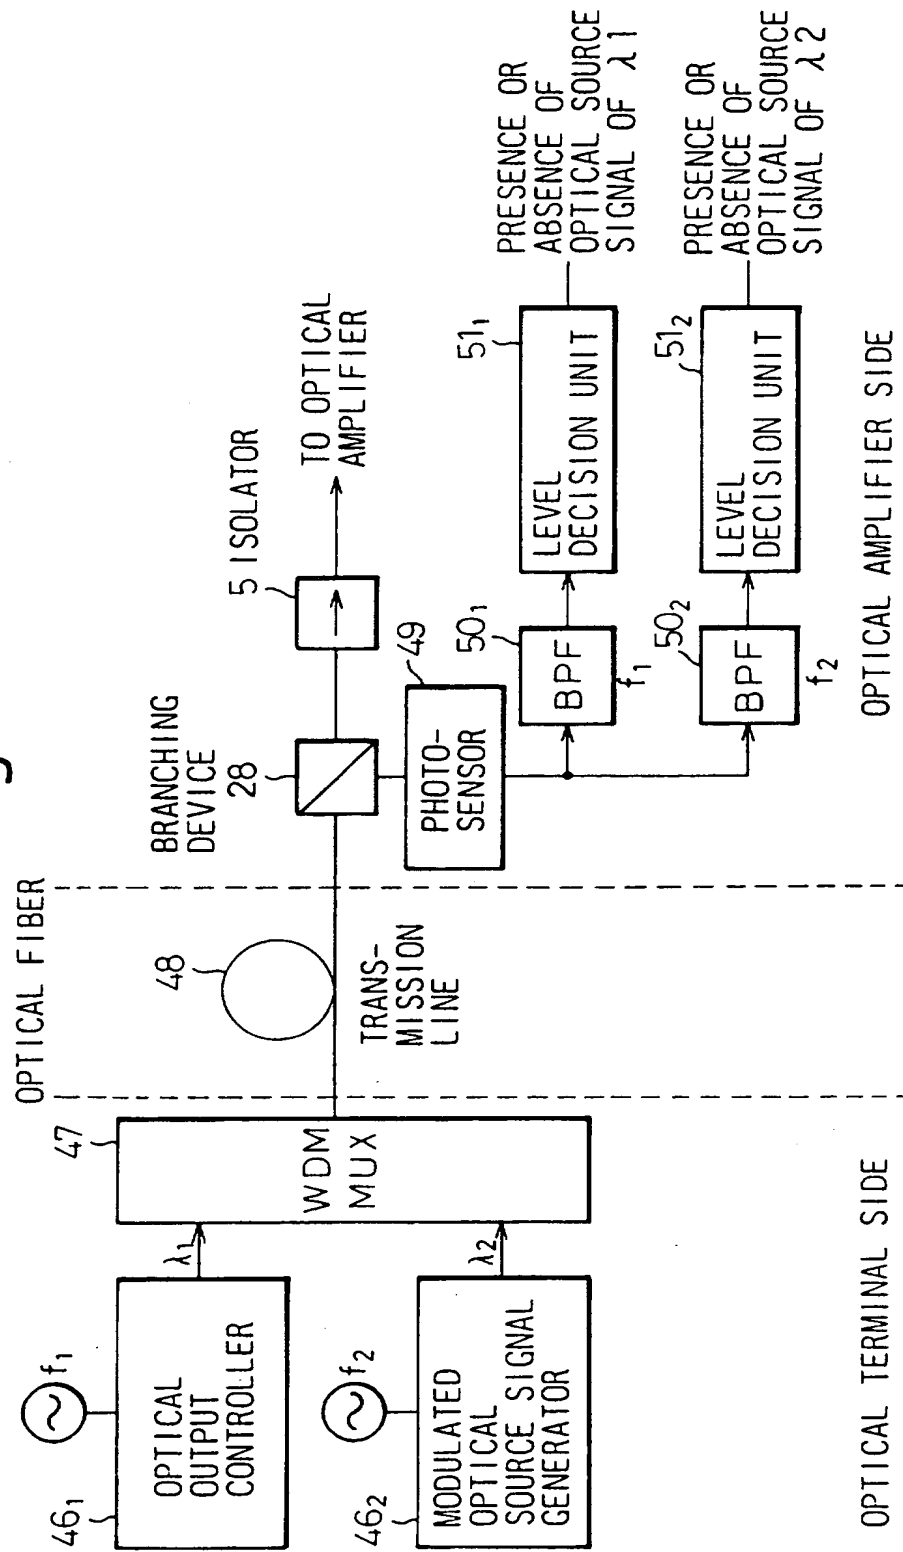 OPTICAL FIBER
46₁
f₁
OPTICAL
OUTPUT
CONTROLLER
λ1
46₂
f₂
MODULATED
OPTICAL
SOURCE SIGNAL
GENERATOR
λ2
47
WDM
MUX
48
TRANS-
MISSION
LINE
BRANCHING
DEVICE
28
5 ISOLATOR
TO OPTICAL
AMPLIFIER
49
PHOTO-
SENSOR
50₁
BPF
f₁
51₁
LEVEL
DECISION UNIT
PRESENCE OR
ABSENCE OF
OPTICAL SOURCE
SIGNAL OF λ1
50₂
BPF
f₂
51₂
LEVEL
DECISION UNIT
PRESENCE OR
ABSENCE OF
OPTICAL SOURCE
SIGNAL OF λ2
OPTICAL TERMINAL SIDE
OPTICAL AMPLIFIER SIDE